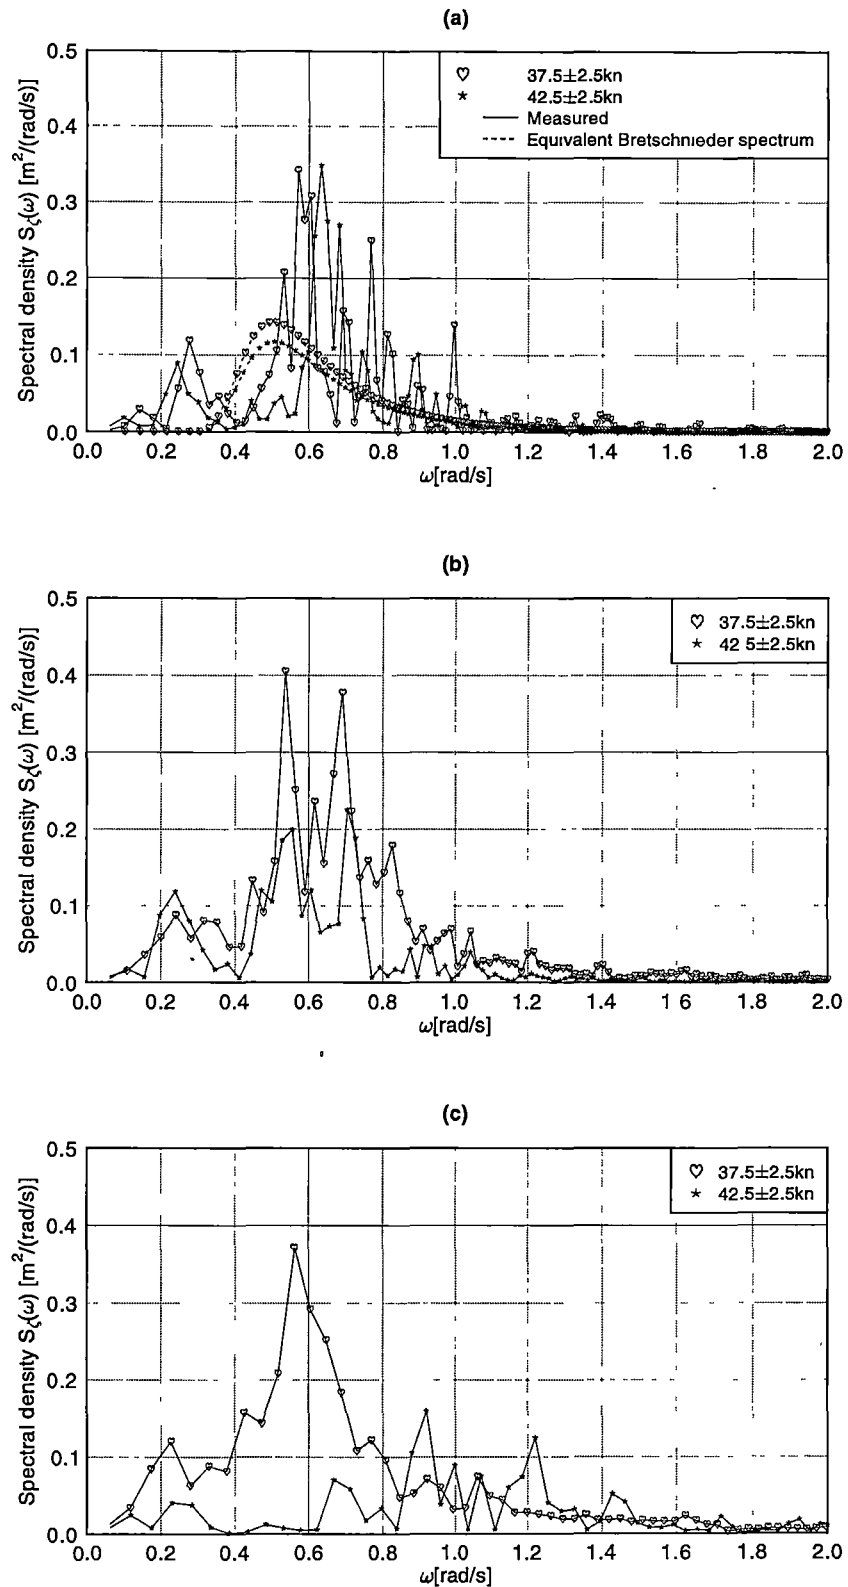 (a)
Spectral density Sζ(ω) [m²/(rad/s)]
0.5
0.4
0.3
0.2
0.1
0.0
37.5±2.5kn
42.5±2.5kn
Measured
Equivalent Bretschnieder spectrum
0.0 0.2 0.4 0.6 0.8 1.0 1.2 1.4 1.6 1.8 2.0
ω[rad/s]
(b)
Spectral density Sζ(ω) [m²/(rad/s)]
0.5
0.4
0.3
0.2
0.1
0.0
37.5±2.5kn
42 5±2.5kn
0.0 0.2 0.4 0.6 0.8 1.0 1.2 1.4 1 6 1.8 2.0
ω[rad/s]
(c)
Spectral density Sζ(ω) [m²/(rad/s)]
0.5
0.4
0.3
0.2
0.1
0.0
37.5±2.5kn
42.5±2.5kn
0.0 0.2 0.4 0.6 0.8 1.0 1.2 1.4 1.6 1.8 2.0
ω[rad/s]